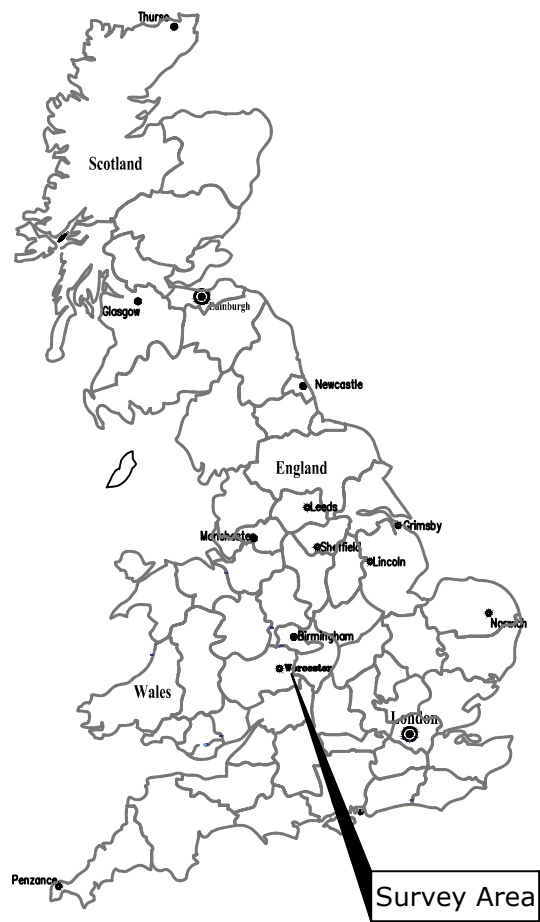 Thurso
Scotland
Edinburgh
Glasgow
Newcastle
England
Leeds
Grimsby
Manchester
Sheffield
Lincoln
Norwich
Birmingham
Worcester
Wales
London
Penzance
Survey Area